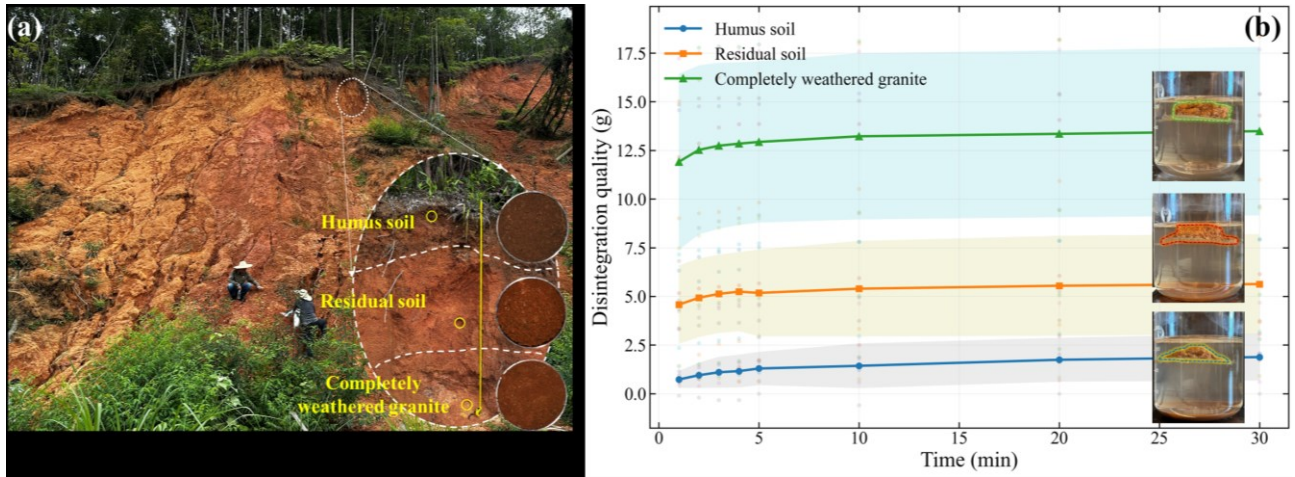 (a)
Humus soil
Residual soil
Completely
weathered granite
(b)
Humus soil
Residual soil
Completely weathered granite
Disintegration quality (g)
17.5
15.0
12.5
10.0
7.5
5.0
2.5
0.0
0
5
10
15
20
25
30
Time (min)